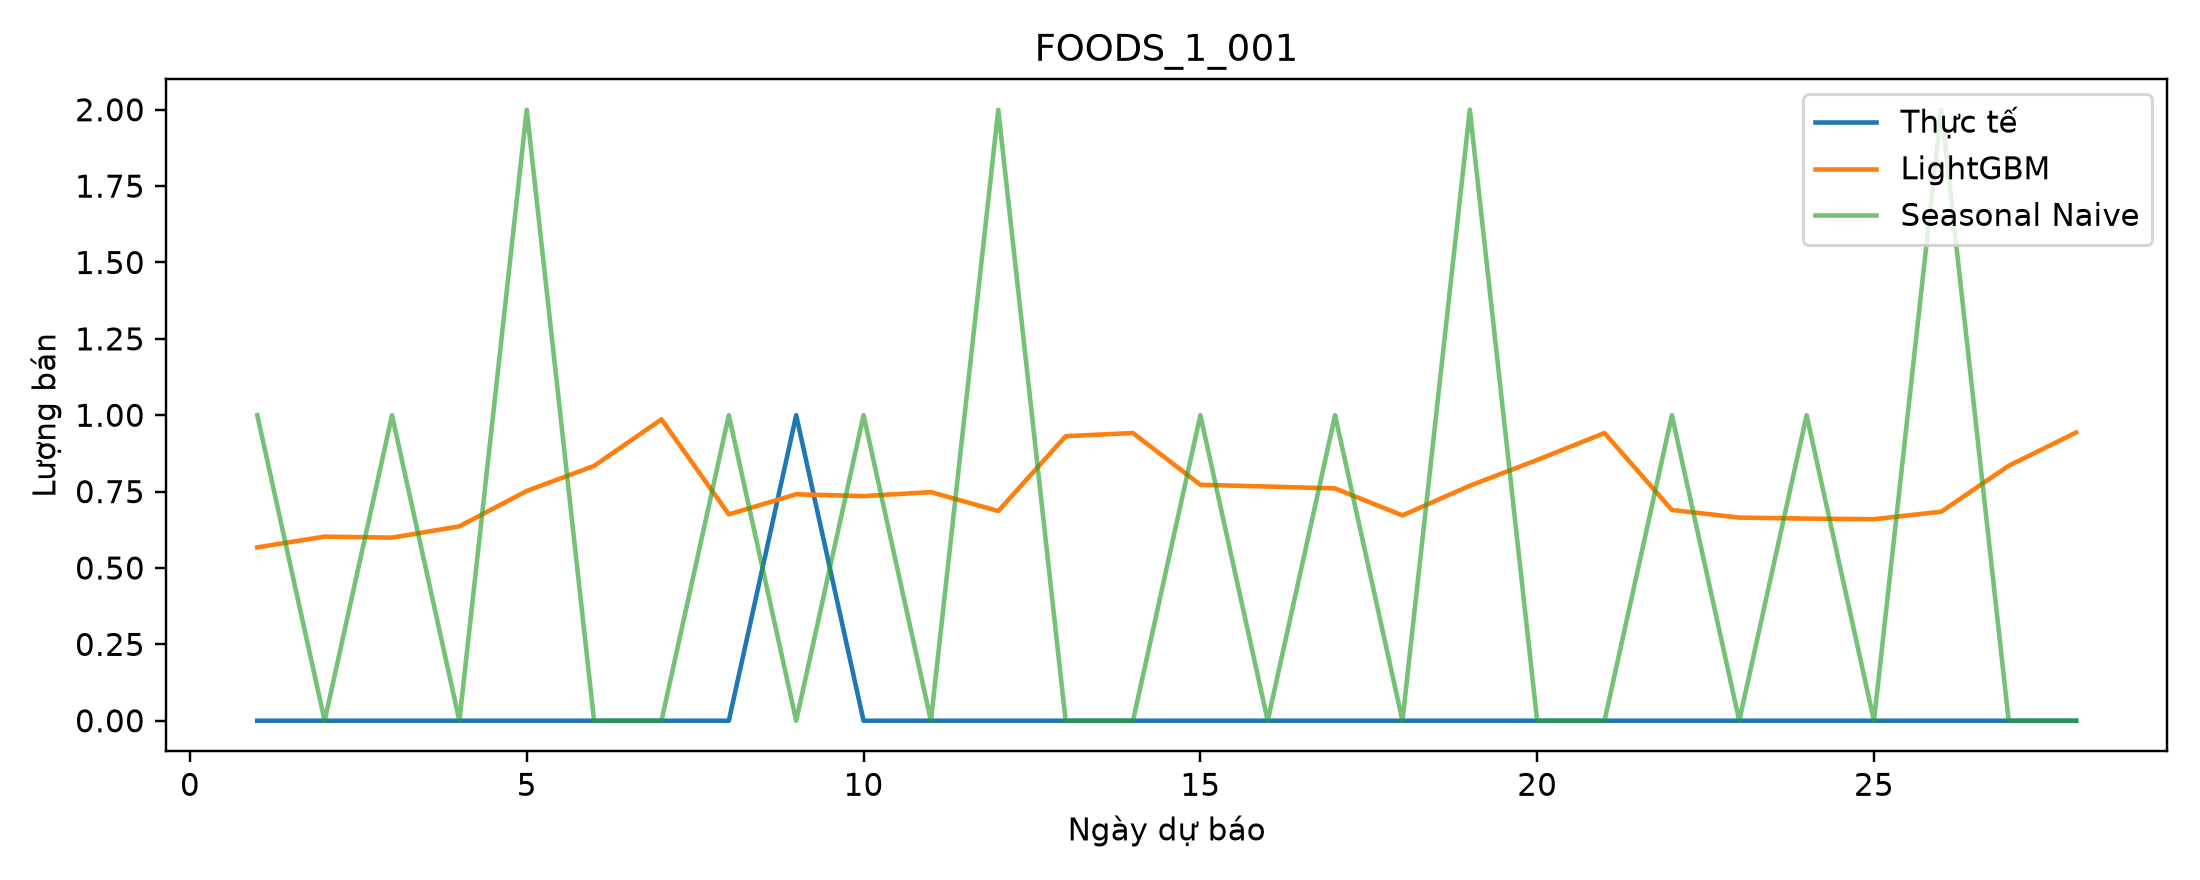 FOODS_1_001
Lượng bán
2.00
1.75
1.50
1.25
1.00
0.75
0.50
0.25
0.00
Thực tế
LightGBM
Seasonal Naive
0 5 10 15 20 25
Ngày dự báo